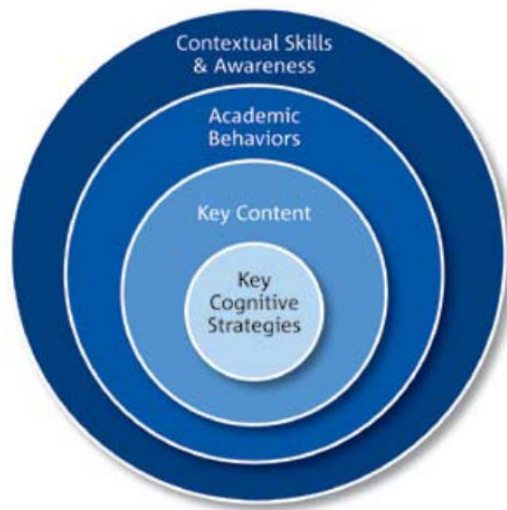 Contextual Skills
& Awareness
Academic
Behaviors
Key Content
Key
Cognitive
Strategies